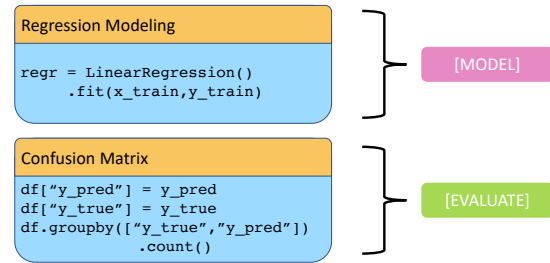 Regression Modeling
regr = LinearRegression()
.fit(x_train,y_train)
[MODEL]
Confusion Matrix
df[“y_pred”] = y_pred
df[“y_true”] = y_true
df.groupby([“y_true”,”y_pred”])
.count()
[EVALUATE]